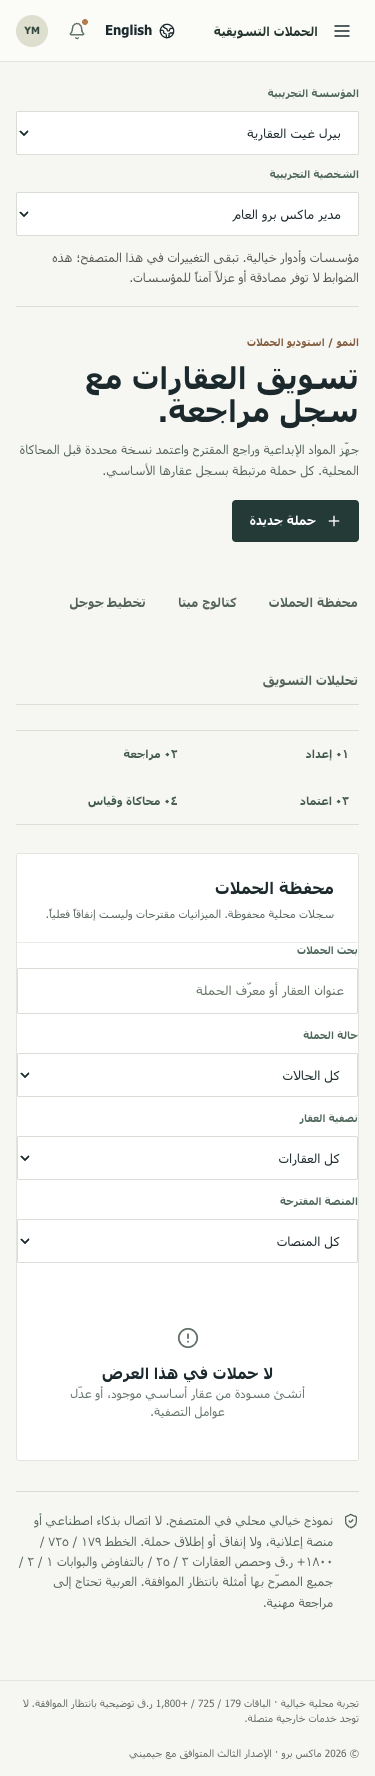 الحملات التسويقية
English
YM
المؤسسة التجريبية
بيرل غيت العقارية
الشخصية التجريبية
مدير ماكس برو العام
مؤسسات وأدوار خيالية. تبقى التغييرات في هذا المتصفح؛ هذه
الضوابط لا توفر مصادقة أو عزلاً آمناً للمؤسسات.
النمو / استوديو الحملات
تسويق العقارات مع
سجل مراجعة.
جهّز المواد الإبداعية وراجع المقترح واعتمد نسخة محددة قبل المحاكاة
المحلية. كل حملة مرتبطة بسجل عقارها الأساسي.
+ حملة جديدة
محفظة الحملات كتالوج ميتا تخطيط جوجل
تحليلات التسويق
٠١ إعداد ٠٢ مراجعة
٠٣ اعتماد ٠٤ محاكاة وقياس
محفظة الحملات
سجلات محلية محفوظة. الميزانيات مقترحات وليست إنفاقاً فعلياً.
بحث الحملات
عنوان العقار أو معرّف الحملة
حالة الحملة
كل الحالات
تصفية العقار
كل العقارات
المنصة المقترحة
كل المنصات
لا حملات في هذا العرض
أنشئ مسودة من عقار أساسي موجود، أو عدّل
عوامل التصفية.
نموذج خيالي محلي في المتصفح. لا اتصال بذكاء اصطناعي أو
منصة إعلانية، ولا إنفاق أو إطلاق حملة. الخطط ١٧٩ / ٧٢٥ /
١٨٠٠+ ر.ق وحصص العقارات ٣ / ٢٥ / بالتفاوض والبوابات ١ / ٢ /
جميع المصرّح بها أمثلة بانتظار الموافقة. العربية تحتاج إلى
مراجعة مهنية.
تجربة محلية خيالية · الباقات 179 / 725 / +1,800 ر.ق توضيحية بانتظار الموافقة. لا
توجد خدمات خارجية متصلة.
© 2026 ماكس برو · الإصدار الثالث المتوافق مع جيميني